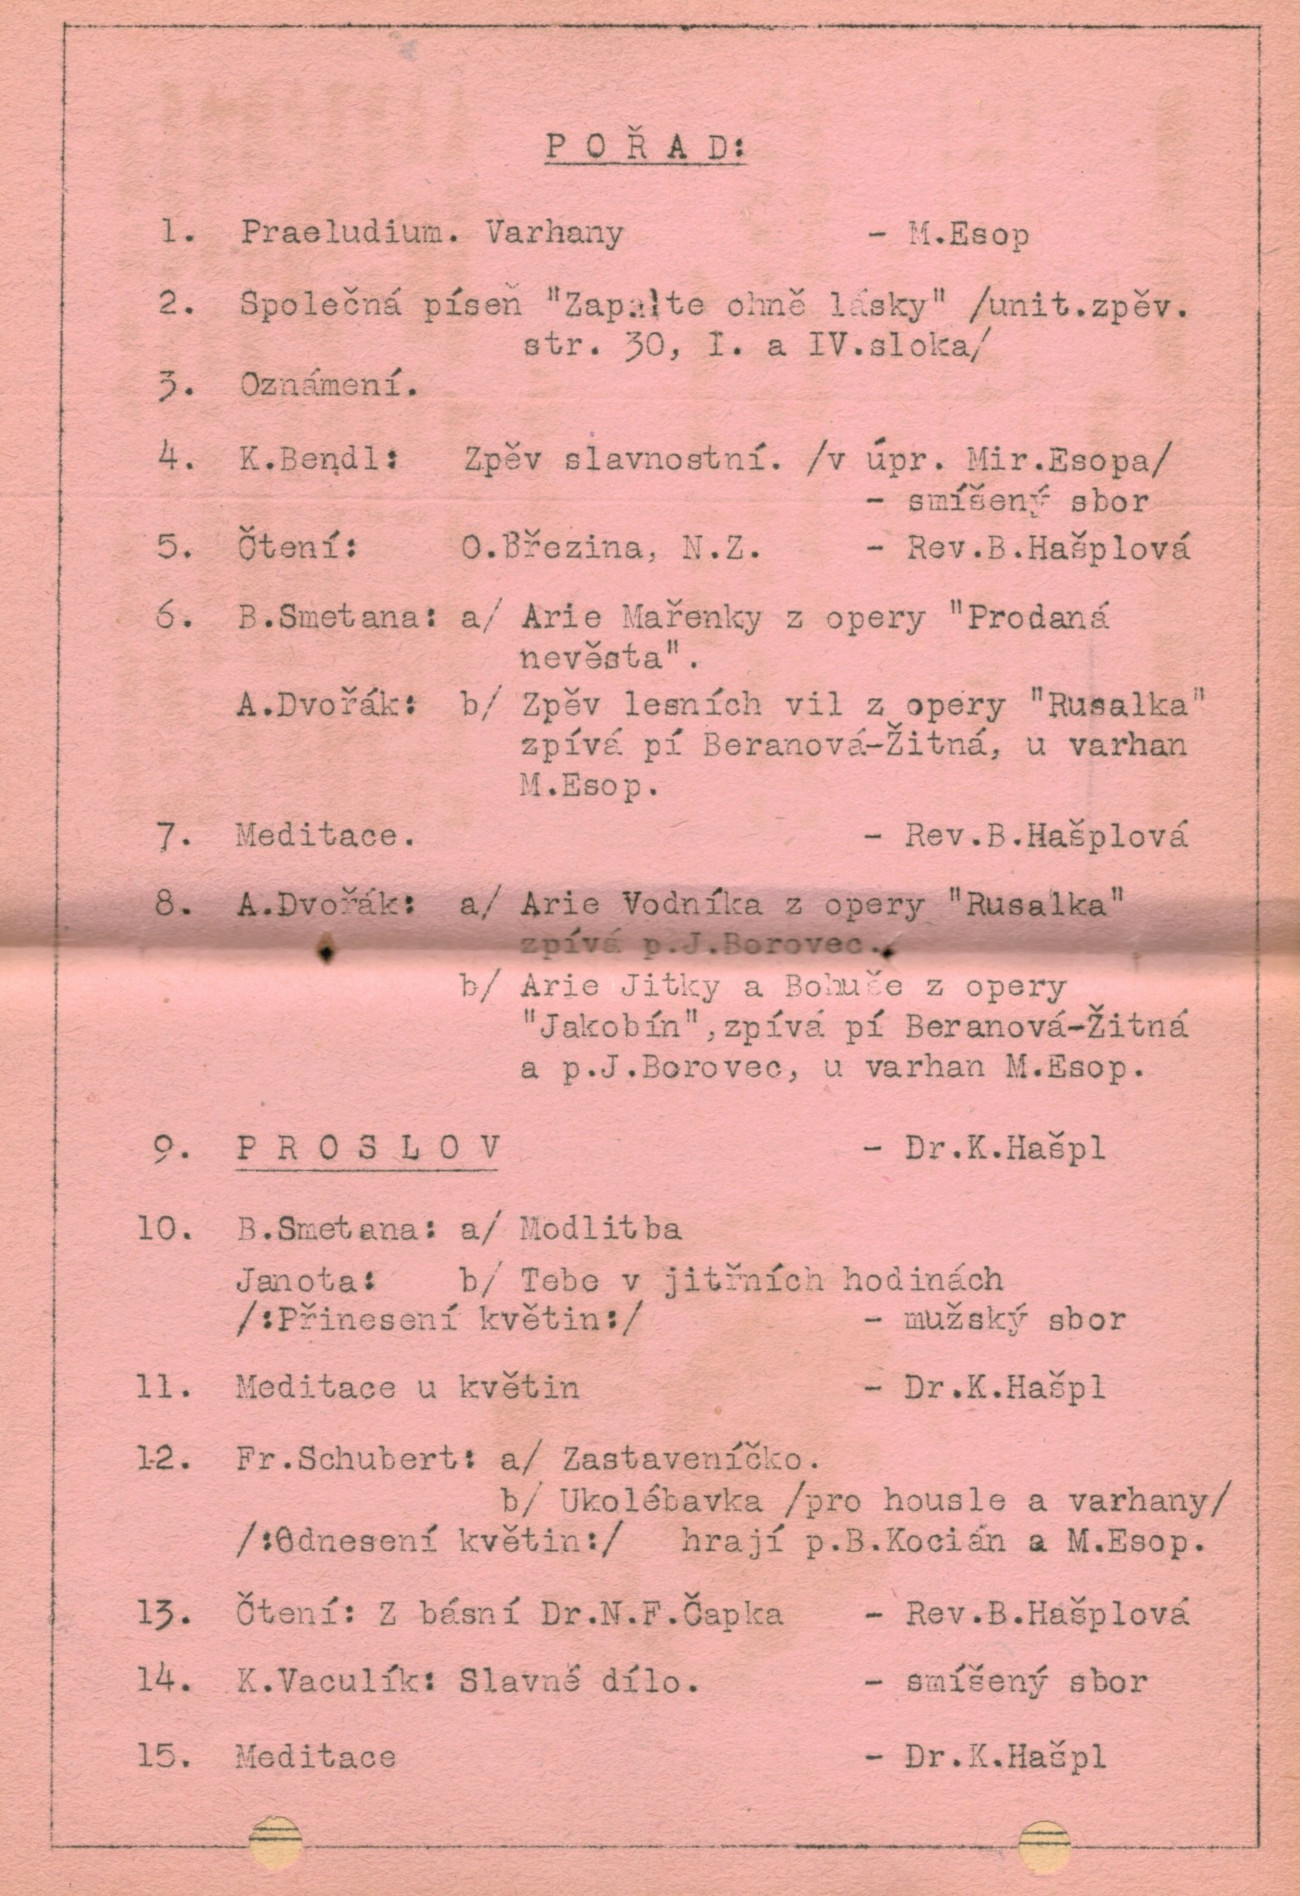 P O Ř A D:
1. Praeludium. Varhany - M.Esop
2. Společná píseň "Zapalte ohně lásky" /unit.zpěv.
str. 30, I. a IV.sloka/
3. Oznámení.
4. K.Bendl: Zpěv slavnostní. /v úpr. Mir.Esopa/
- smíšený sbor
5. Čtení: O.Březina, N.Z. - Rev.B.Hašplová
6. B.Smetana: a/ Arie Mařenky z opery "Prodaná
nevěsta".
A.Dvořák: b/ Zpěv lesních vil z opery "Rusalka"
zpívá pí Beranová-Žitná, u varhan
M.Esop.
7. Meditace. - Rev.B.Hašplová
8. A.Dvořák: a/ Arie Vodníka z opery "Rusalka"
zpívá p.J.Borovec.
b/ Arie Jitky a Bohuše z opery
"Jakobín",zpívá pí Beranová-Žitná
a p.J.Borovec, u varhan M.Esop.
9. P R O S L O V - Dr.K.Hašpl
10. B.Smetana: a/ Modlitba
Janota: b/ Tebe v jitřních hodinách
/:Přinesení květin:/ - mužský sbor
11. Meditace u květin - Dr.K.Hašpl
12. Fr.Schubert: a/ Zastaveníčko.
b/ Ukolébavka /pro housle a varhany/
/:Odnesení květin:/ hrají p.B.Kocián a M.Esop.
13. Čtení: Z básní Dr.N.F.Čapka - Rev.B.Hašplová
14. K.Vaculík: Slavné dílo. - smíšený sbor
15. Meditace - Dr.K.Hašpl